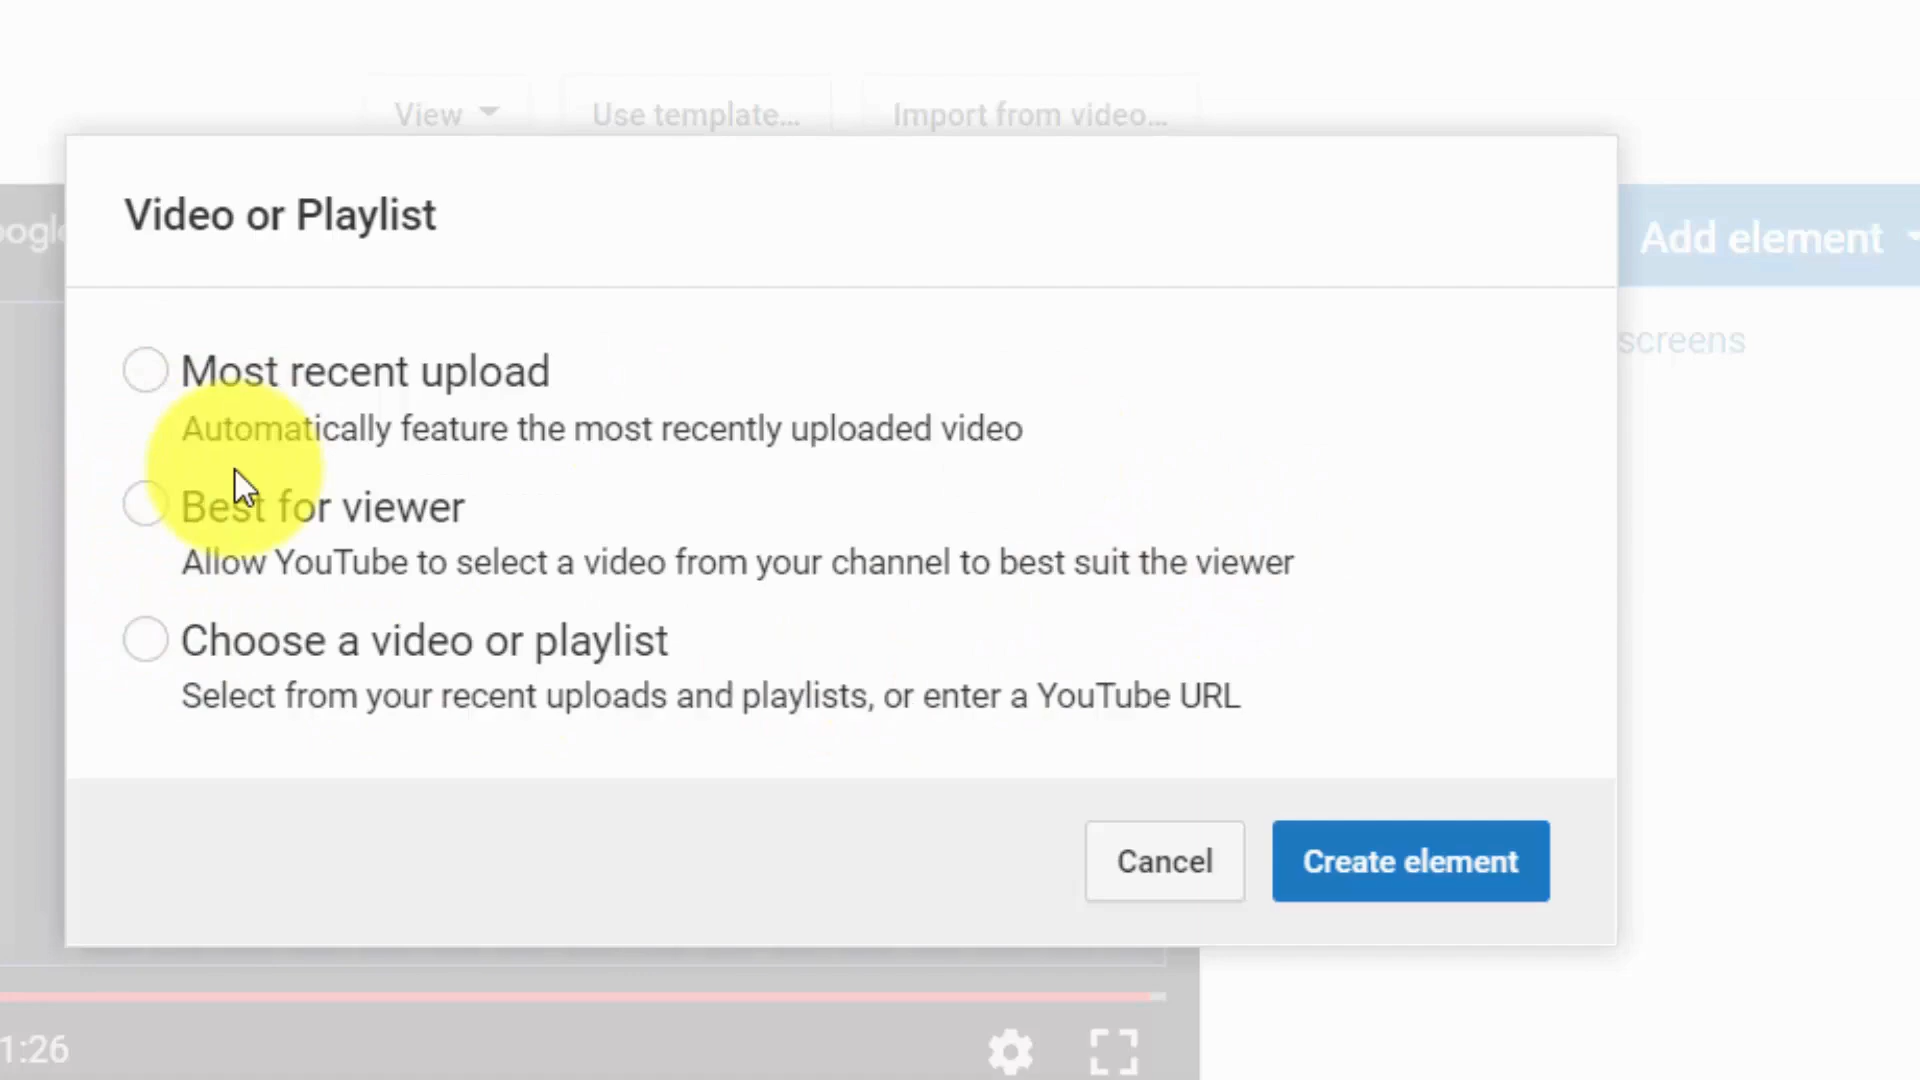 View
Use template...
Import from video...
Video or Playlist
Add element
screens
Most recent upload
Automatically feature the most recently uploaded video
Best for viewer
Allow YouTube to select a video from your channel to best suit the viewer
Choose a video or playlist
Select from your recent uploads and playlists, or enter a YouTube URL
Cancel
Create element
1:26